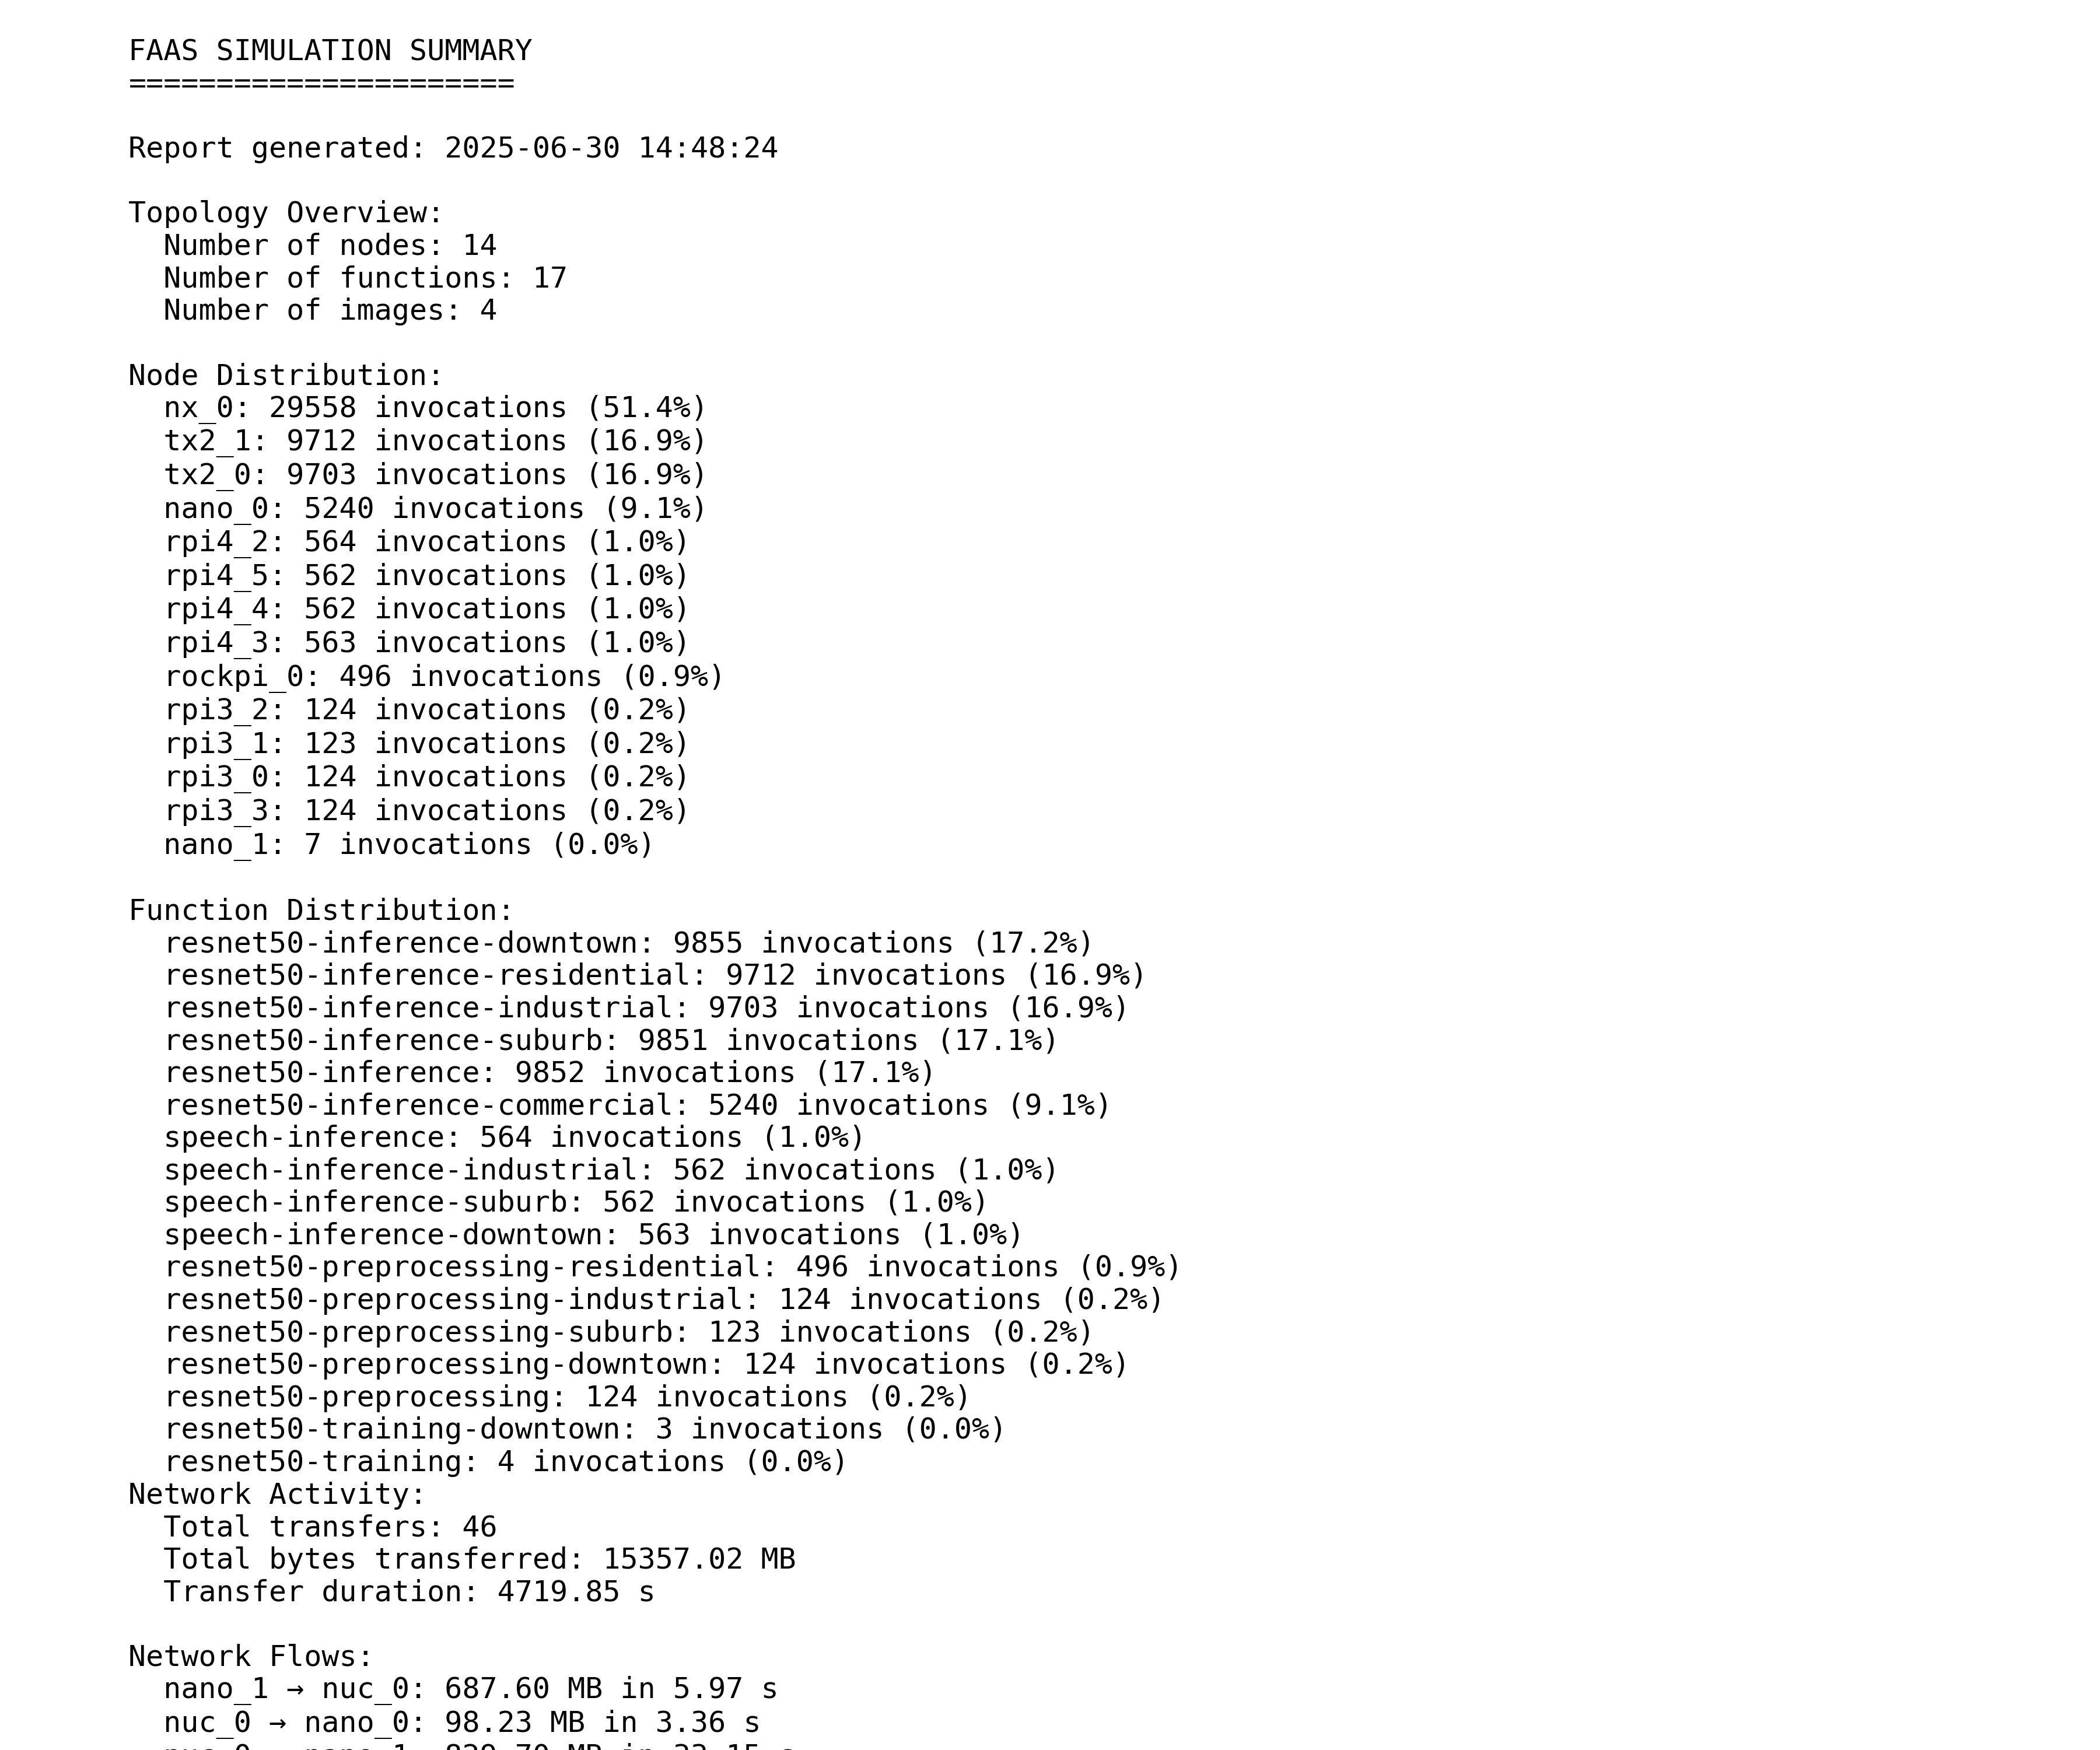 FAAS SIMULATION SUMMARY
======================
Report generated: 2025-06-30 14:48:24
Topology Overview:
Number of nodes: 14
Number of functions: 17
Number of images: 4
Node Distribution:
nx_0: 29558 invocations (51.4%)
tx2_1: 9712 invocations (16.9%)
tx2_0: 9703 invocations (16.9%)
nano_0: 5240 invocations (9.1%)
rpi4_2: 564 invocations (1.0%)
rpi4_5: 562 invocations (1.0%)
rpi4_4: 562 invocations (1.0%)
rpi4_3: 563 invocations (1.0%)
rockpi_0: 496 invocations (0.9%)
rpi3_2: 124 invocations (0.2%)
rpi3_1: 123 invocations (0.2%)
rpi3_0: 124 invocations (0.2%)
rpi3_3: 124 invocations (0.2%)
nano_1: 7 invocations (0.0%)
Function Distribution:
resnet50-inference-downtown: 9855 invocations (17.2%)
resnet50-inference-residential: 9712 invocations (16.9%)
resnet50-inference-industrial: 9703 invocations (16.9%)
resnet50-inference-suburb: 9851 invocations (17.1%)
resnet50-inference: 9852 invocations (17.1%)
resnet50-inference-commercial: 5240 invocations (9.1%)
speech-inference: 564 invocations (1.0%)
speech-inference-industrial: 562 invocations (1.0%)
speech-inference-suburb: 562 invocations (1.0%)
speech-inference-downtown: 563 invocations (1.0%)
resnet50-preprocessing-residential: 496 invocations (0.9%)
resnet50-preprocessing-industrial: 124 invocations (0.2%)
resnet50-preprocessing-suburb: 123 invocations (0.2%)
resnet50-preprocessing-downtown: 124 invocations (0.2%)
resnet50-preprocessing: 124 invocations (0.2%)
resnet50-training-downtown: 3 invocations (0.0%)
resnet50-training: 4 invocations (0.0%)
Network Activity:
Total transfers: 46
Total bytes transferred: 15357.02 MB
Transfer duration: 4719.85 s
Network Flows:
nano_1 → nuc_0: 687.60 MB in 5.97 s
nuc_0 → nano_0: 98.23 MB in 3.36 s